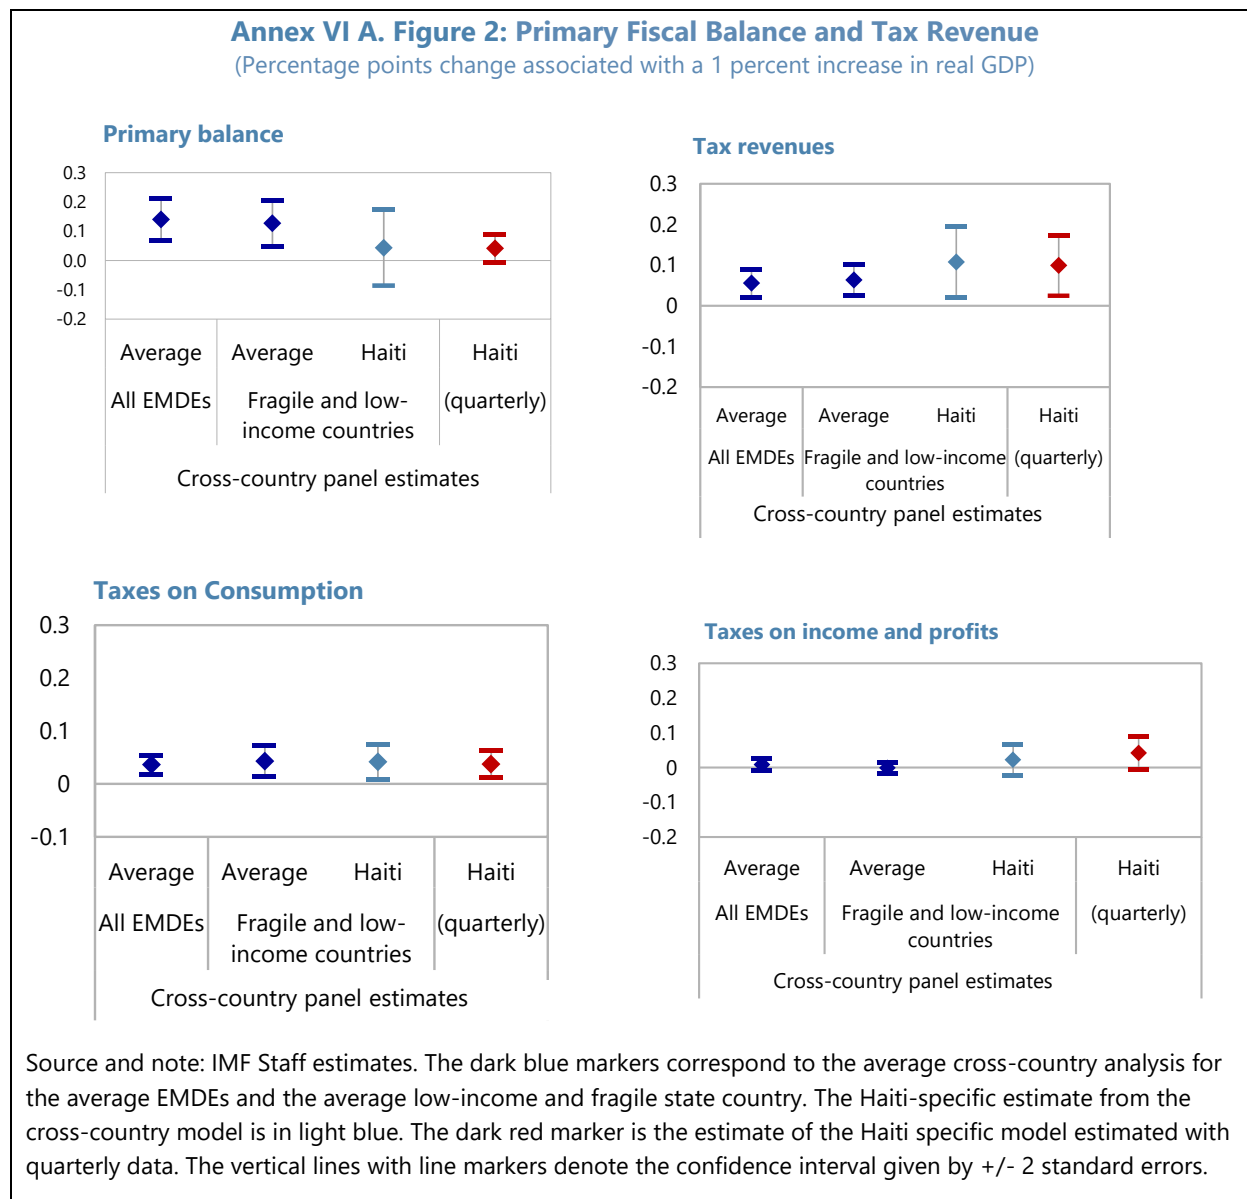 Annex VI A. Figure 2: Primary Fiscal Balance and Tax Revenue
(Percentage points change associated with a 1 percent increase in real GDP)
Primary balance
0.3
0.2
0.1
0.0
-0.1
-0.2
Average Average Haiti Haiti
All EMDEs Fragile and low- (quarterly)
income countries
Cross-country panel estimates
Tax revenues
0.3
0.2
0.1
0
-0.1
-0.2
Average Average Haiti Haiti
All EMDEs Fragile and low-income (quarterly)
countries
Cross-country panel estimates
Taxes on Consumption
0.3
0.2
0.1
0
-0.1
Average Average Haiti Haiti
All EMDEs Fragile and low- (quarterly)
income countries
Cross-country panel estimates
Taxes on income and profits
0.3
0.2
0.1
0
-0.1
-0.2
Average Average Haiti Haiti
All EMDEs Fragile and low-income (quarterly)
countries
Cross-country panel estimates
Source and note: IMF Staff estimates. The dark blue markers correspond to the average cross-country analysis for
the average EMDEs and the average low-income and fragile state country. The Haiti-specific estimate from the
cross-country model is in light blue. The dark red marker is the estimate of the Haiti specific model estimated with
quarterly data. The vertical lines with line markers denote the confidence interval given by +/- 2 standard errors.